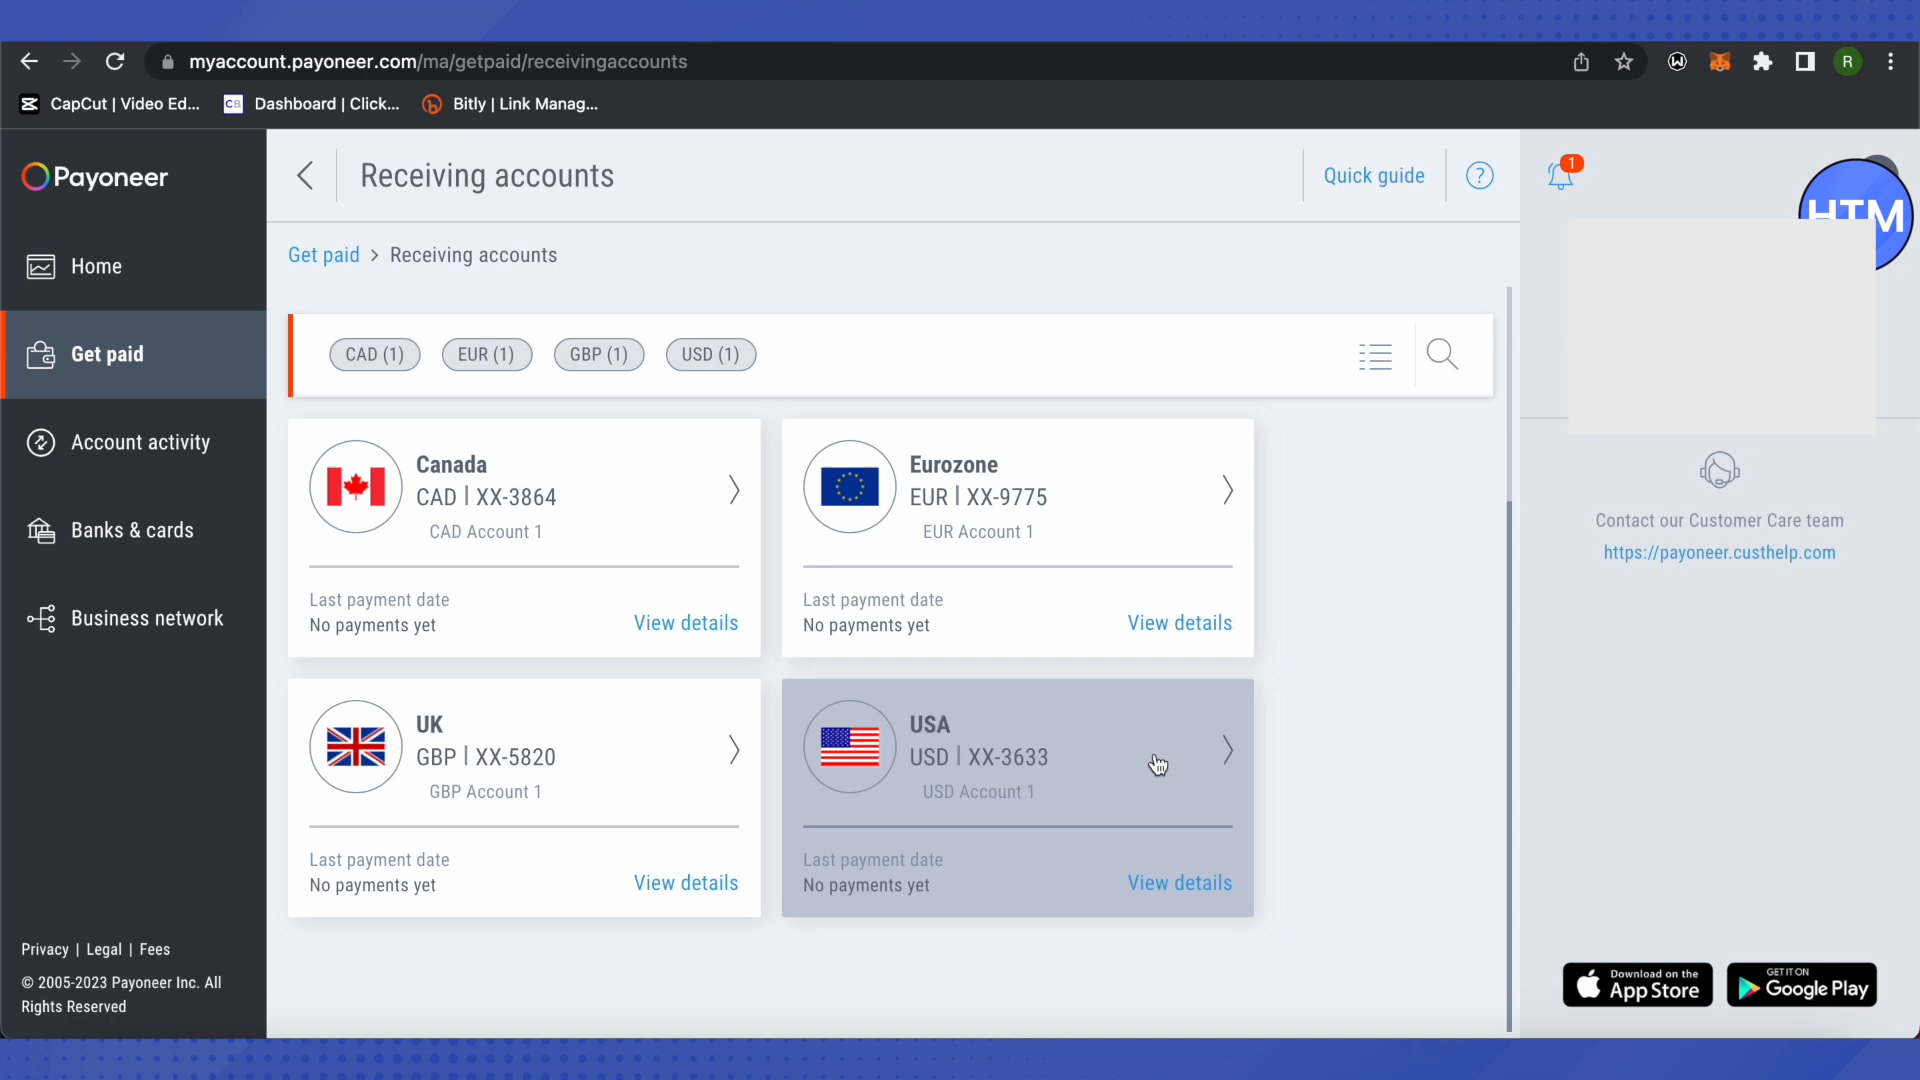 myaccount.payoneer.com/ma/getpaid/receivingaccounts
R
CapCut | Video Ed...
CB
Dashboard | Click...
Bitly | Link Manag...
Payoneer
Receiving accounts
Quick guide
?
1
HTM
Home
Get paid > Receiving accounts
Get paid
CAD (1)
EUR (1)
GBP (1)
USD (1)
Account activity
Banks & cards
Business network
Canada
CAD | XX-3864
CAD Account 1
Last payment date
No payments yet
View details
Eurozone
EUR | XX-9775
EUR Account 1
Last payment date
No payments yet
View details
UK
GBP | XX-5820
GBP Account 1
Last payment date
No payments yet
View details
USA
USD | XX-3633
USD Account 1
Last payment date
No payments yet
View details
Contact our Customer Care team
https://payoneer.custhelp.com
Privacy | Legal | Fees
© 2005-2023 Payoneer Inc. All
Rights Reserved
Download on the
App Store
GET IT ON
Google Play